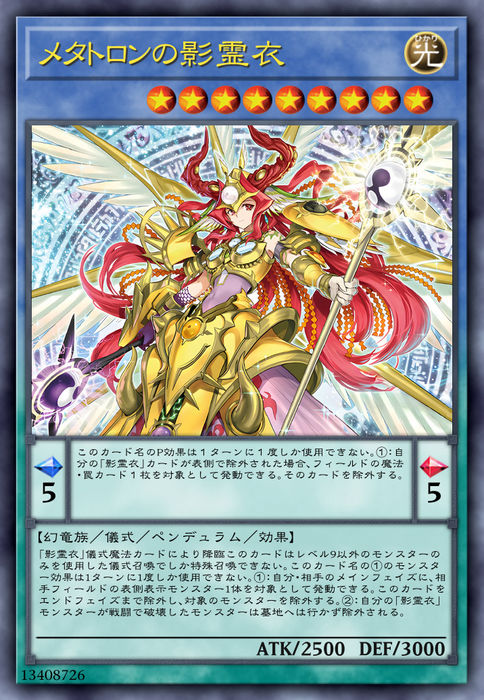 メタトロンの影霊衣
ひかり
光
このカード名のP効果は1ターンに1度しか使用できない。①:自
分の「影霊衣」カードが表側で除外された場合、フィールドの魔法
・罠カード1枚を対象として発動できる。そのカードを除外する。
5
5
【幻竜族/儀式/ペンデュラム/効果】
「影霊衣」儀式魔法カードにより降臨このカードはレベル9以外のモンスターの
みを使用した儀式召喚でしか特殊召喚できない。このカード名の①のモンス
ター効果は1ターンに1度しか使用できない。①:自分・相手のメインフェイズに、相
手フィールドの表側表示モンスター1体を対象として発動できる。このカードを
エンドフェイズまで除外し、対象のモンスターを除外する。②:自分の「影霊衣」
モンスターが戦闘で破壊したモンスターは墓地へは行かず除外される。
ATK/2500 DEF/3000
13408726